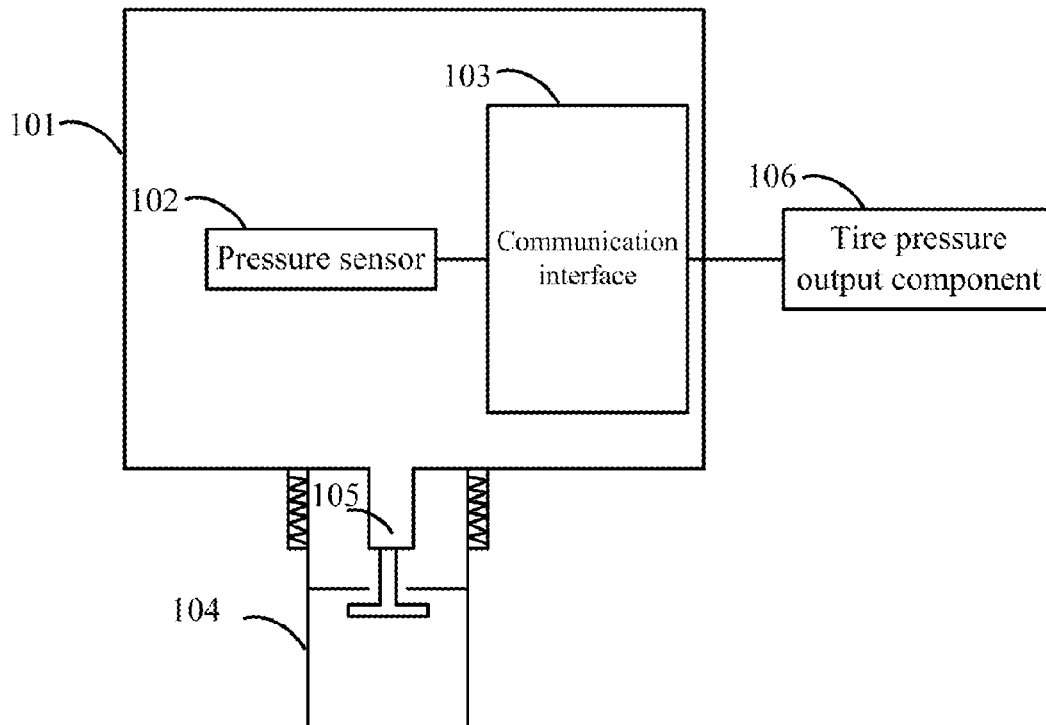 103
101
106
102
Pressure sensor
Communication
interface
Tire pressure
output component
105
104